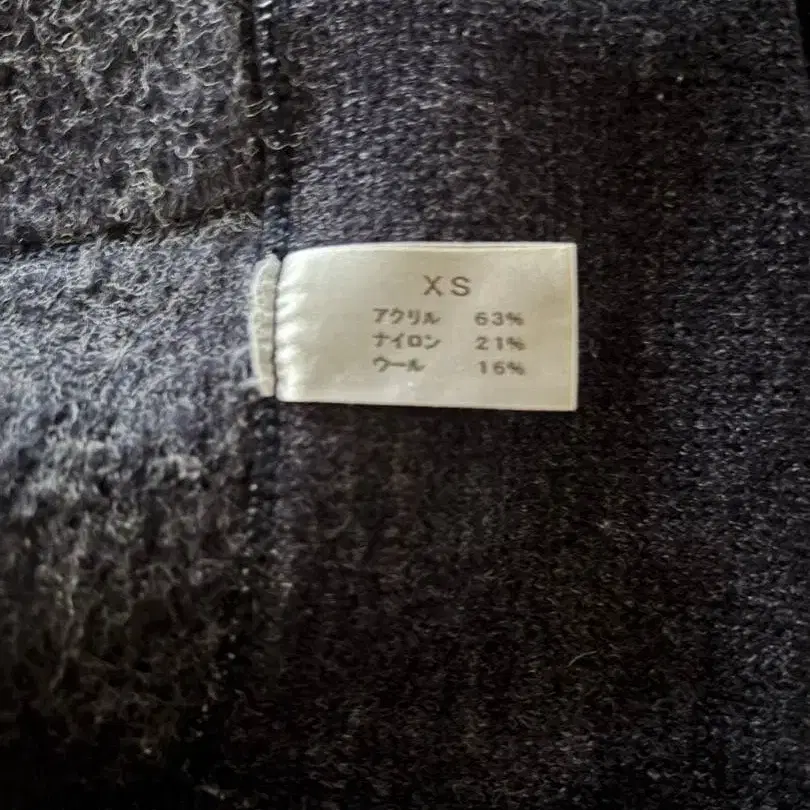 XS
アクリル 63%
ナイロン 21%
ウール 16%